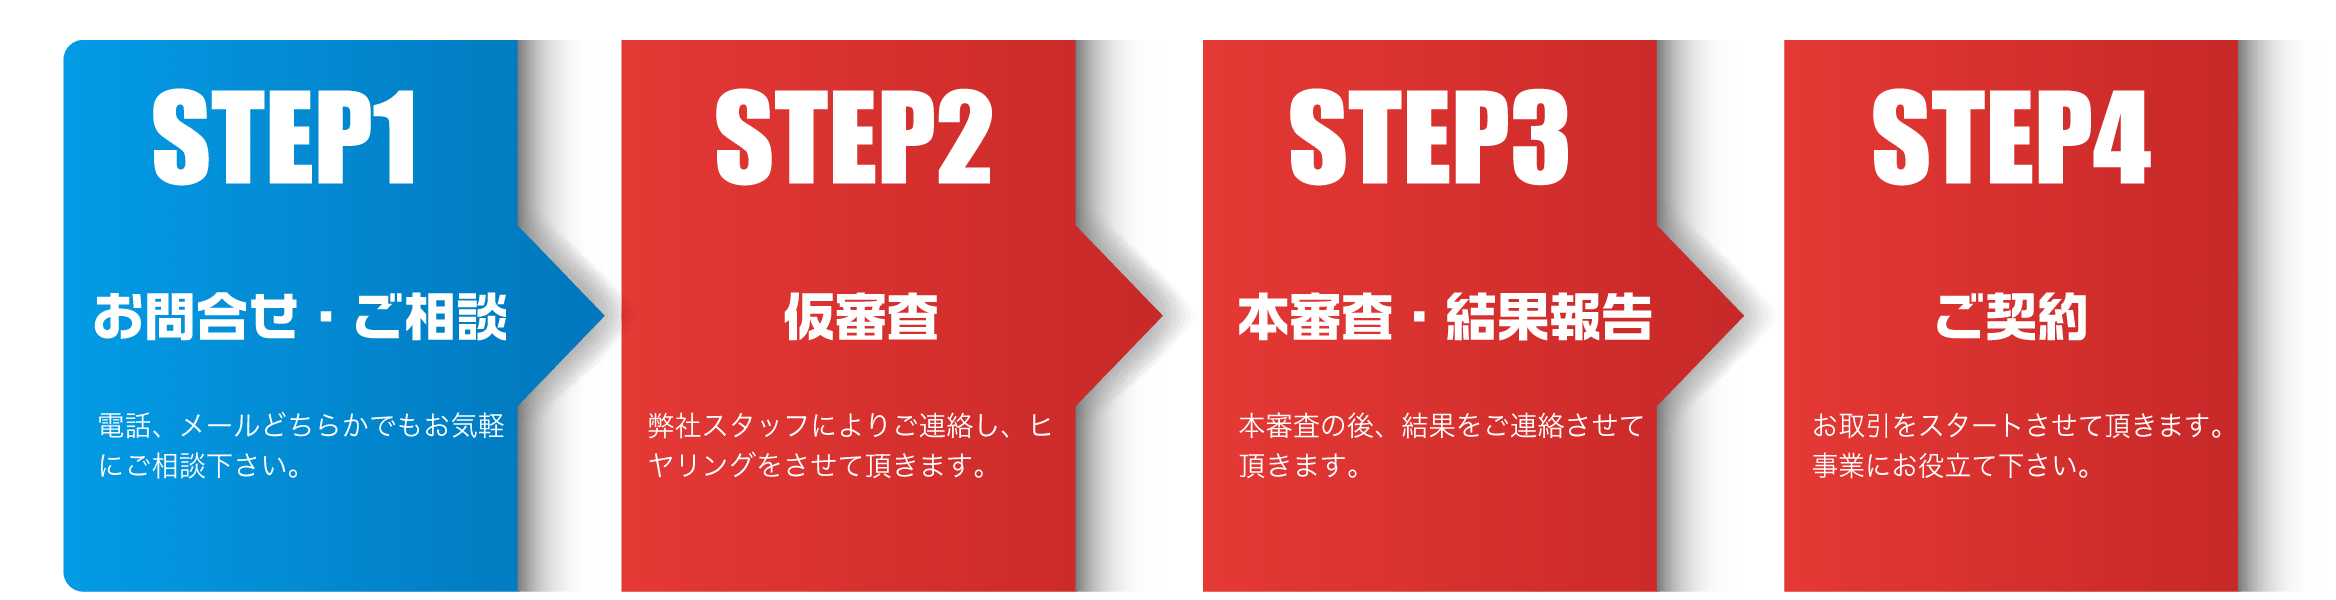 STEP1
お問合せ・ご相談
電話、メールどちらかでもお気軽
にご相談下さい。
STEP2
仮審査
弊社スタッフによりご連絡し、ヒ
ヤリングをさせて頂きます。
STEP3
本審査・結果報告
本審査の後、結果をご連絡させて
頂きます。
STEP4
ご契約
お取引をスタートさせて頂きます。
事業にお役立て下さい。